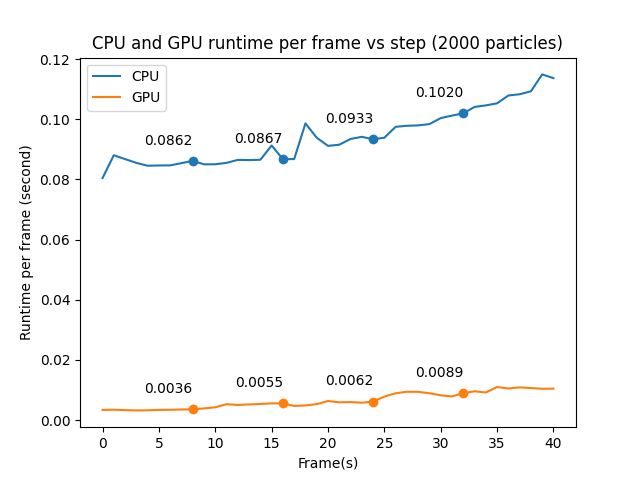 CPU and GPU runtime per frame vs step (2000 particles)
CPU
GPU
0.12
0.10
0.08
0.06
0.04
0.02
0.00
Runtime per frame (second)
0.0862
0.0867
0.0933
0.1020
0.0036
0.0055
0.0062
0.0089
0 5 10 15 20 25 30 35 40
Frame(s)